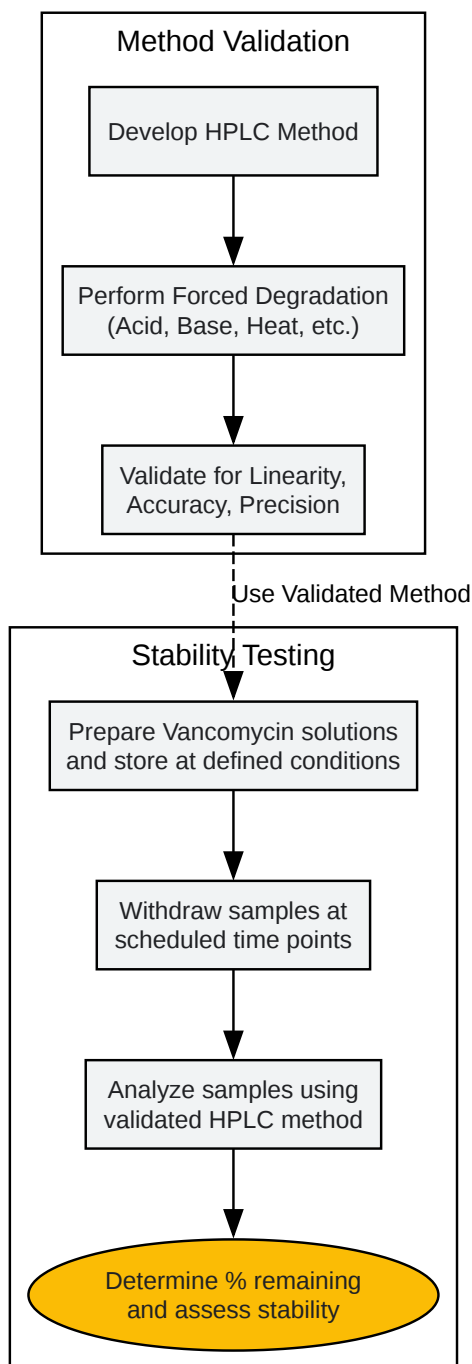 Method Validation
Develop HPLC Method
Perform Forced Degradation
(Acid, Base, Heat, etc.)
Validate for Linearity,
Accuracy, Precision
Use Validated Method
Stability Testing
Prepare Vancomycin solutions
and store at defined conditions
Withdraw samples at
scheduled time points
Analyze samples using
validated HPLC method
Determine % remaining
and assess stability